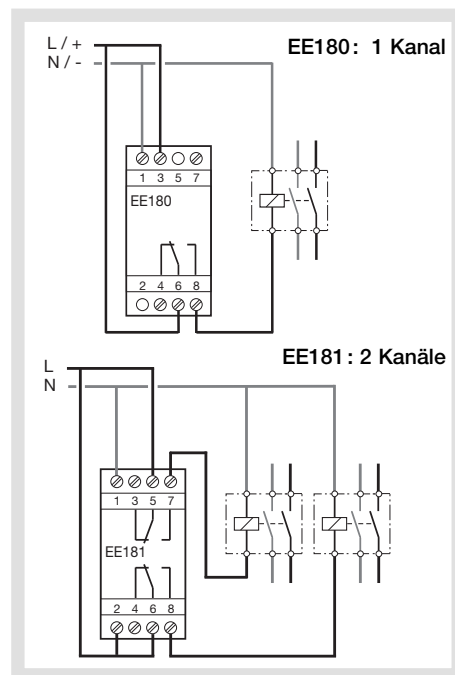 L / +
N / -
EE180: 1 Kanal
1 3 5 7
EE180
2 4 6 8
L
N
EE181: 2 Kanäle
1 3 5 7
EE181
2 4 6 8